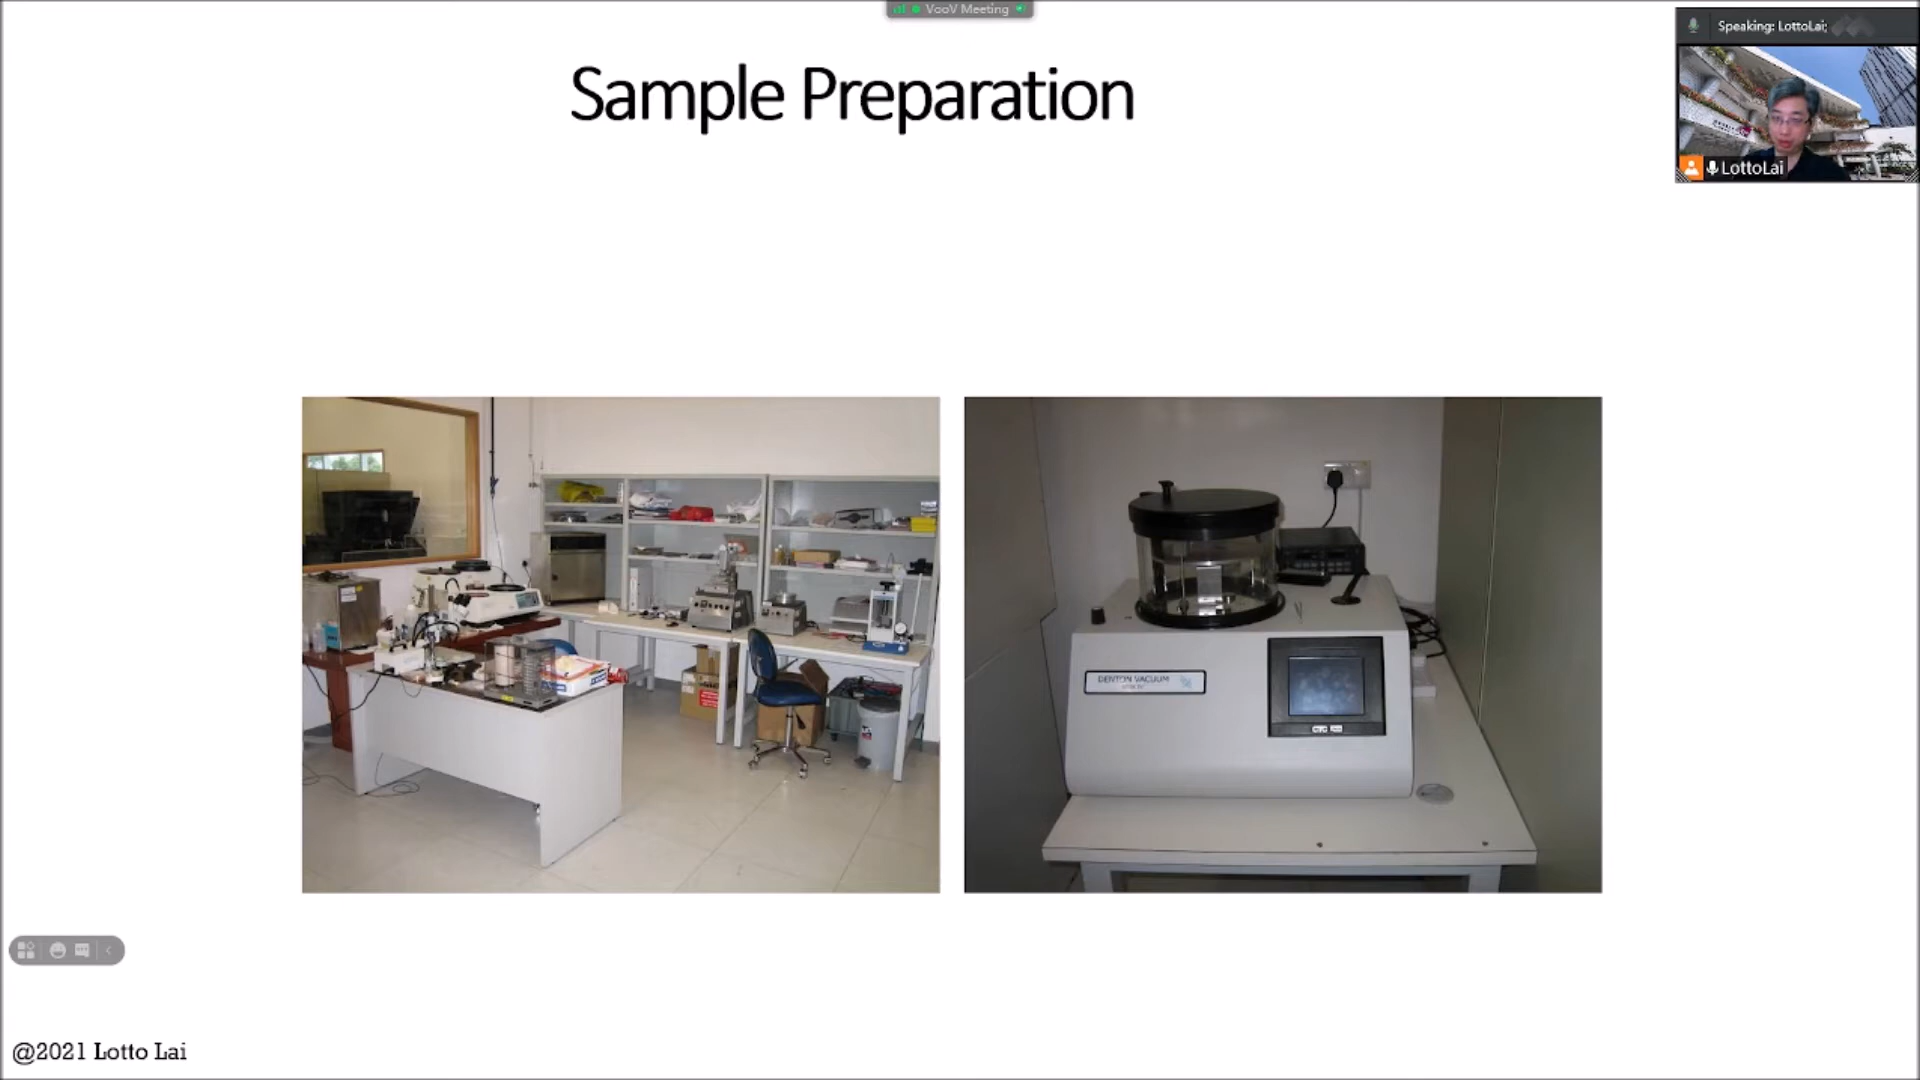 VooV Meeting
Speaking: LottoLai;
Sample Preparation
LottoLai
DENTON VACUUM
@2021 Lotto Lai